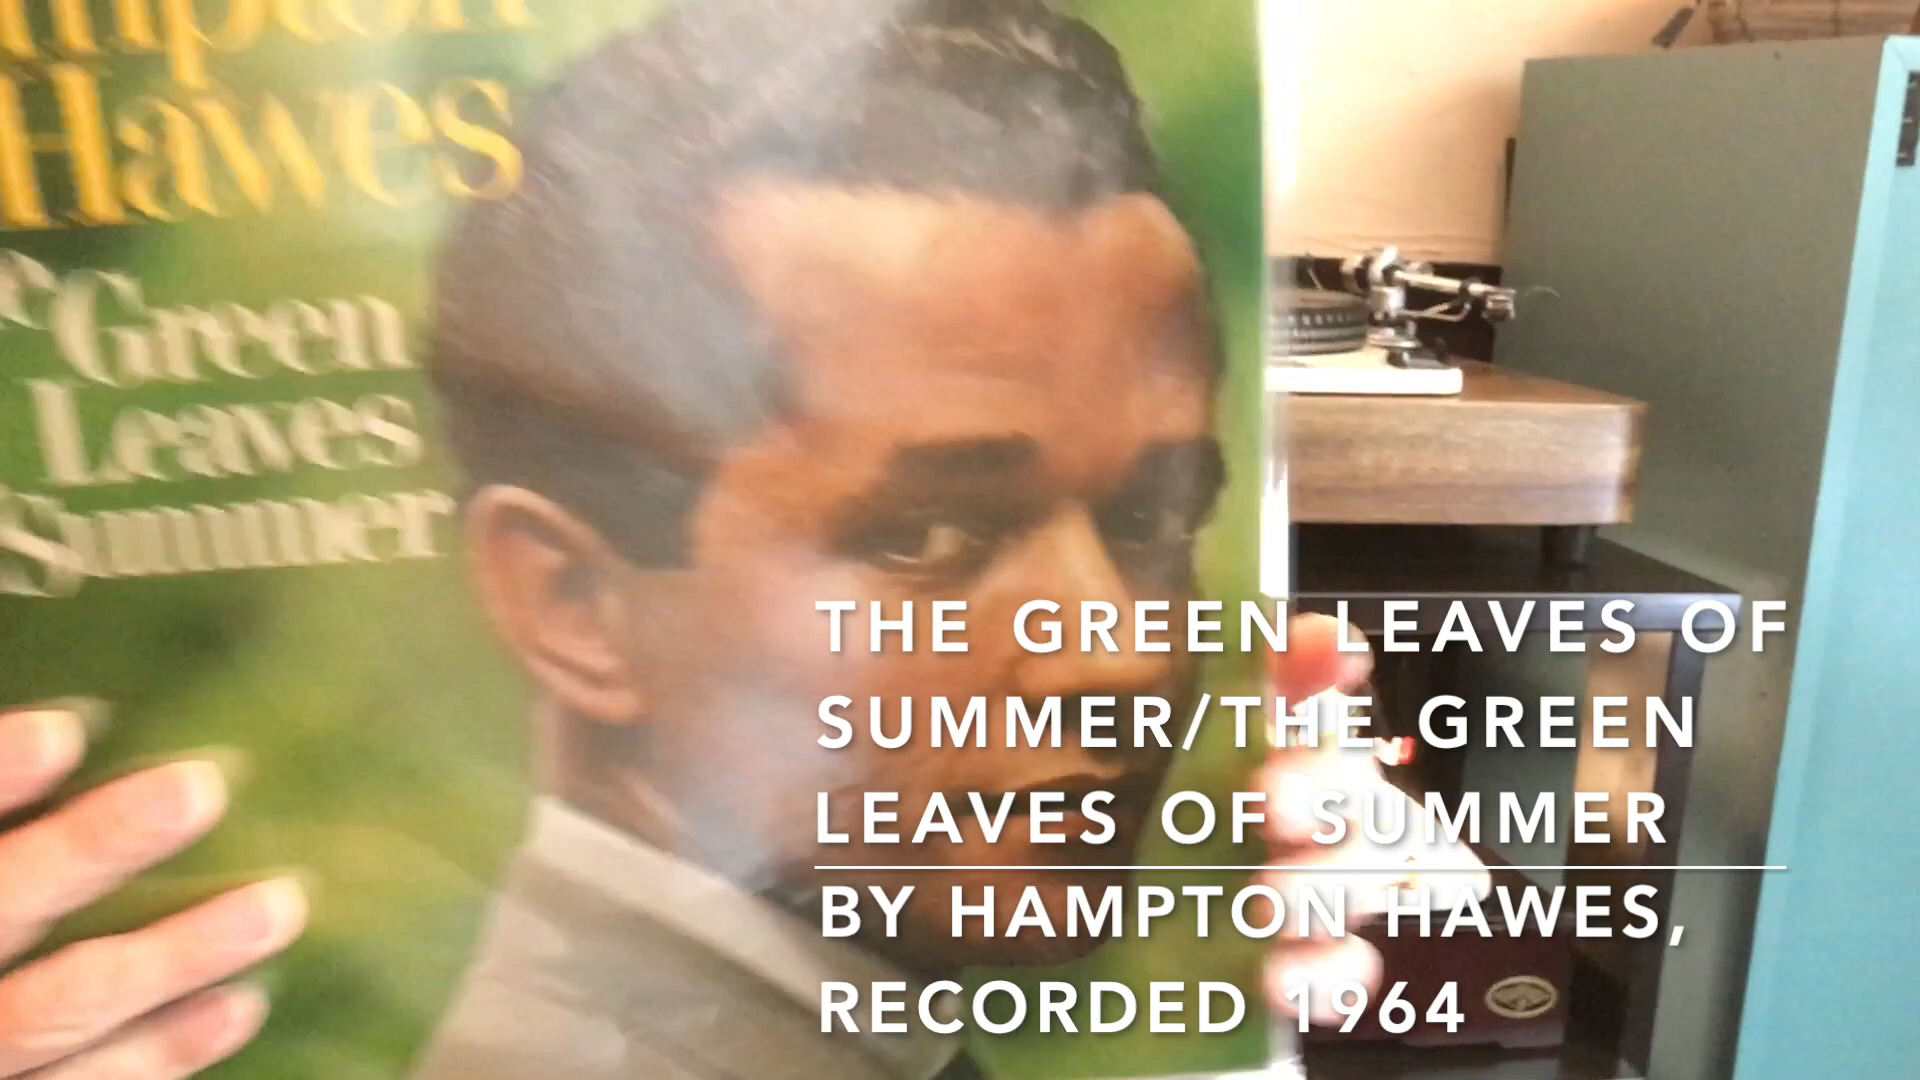 Hawes
Green
Leaves
Summer
THE GREEN LEAVES OF
SUMMER/THE GREEN
LEAVES OF SUMMER
BY HAMPTON HAWES,
RECORDED 1964